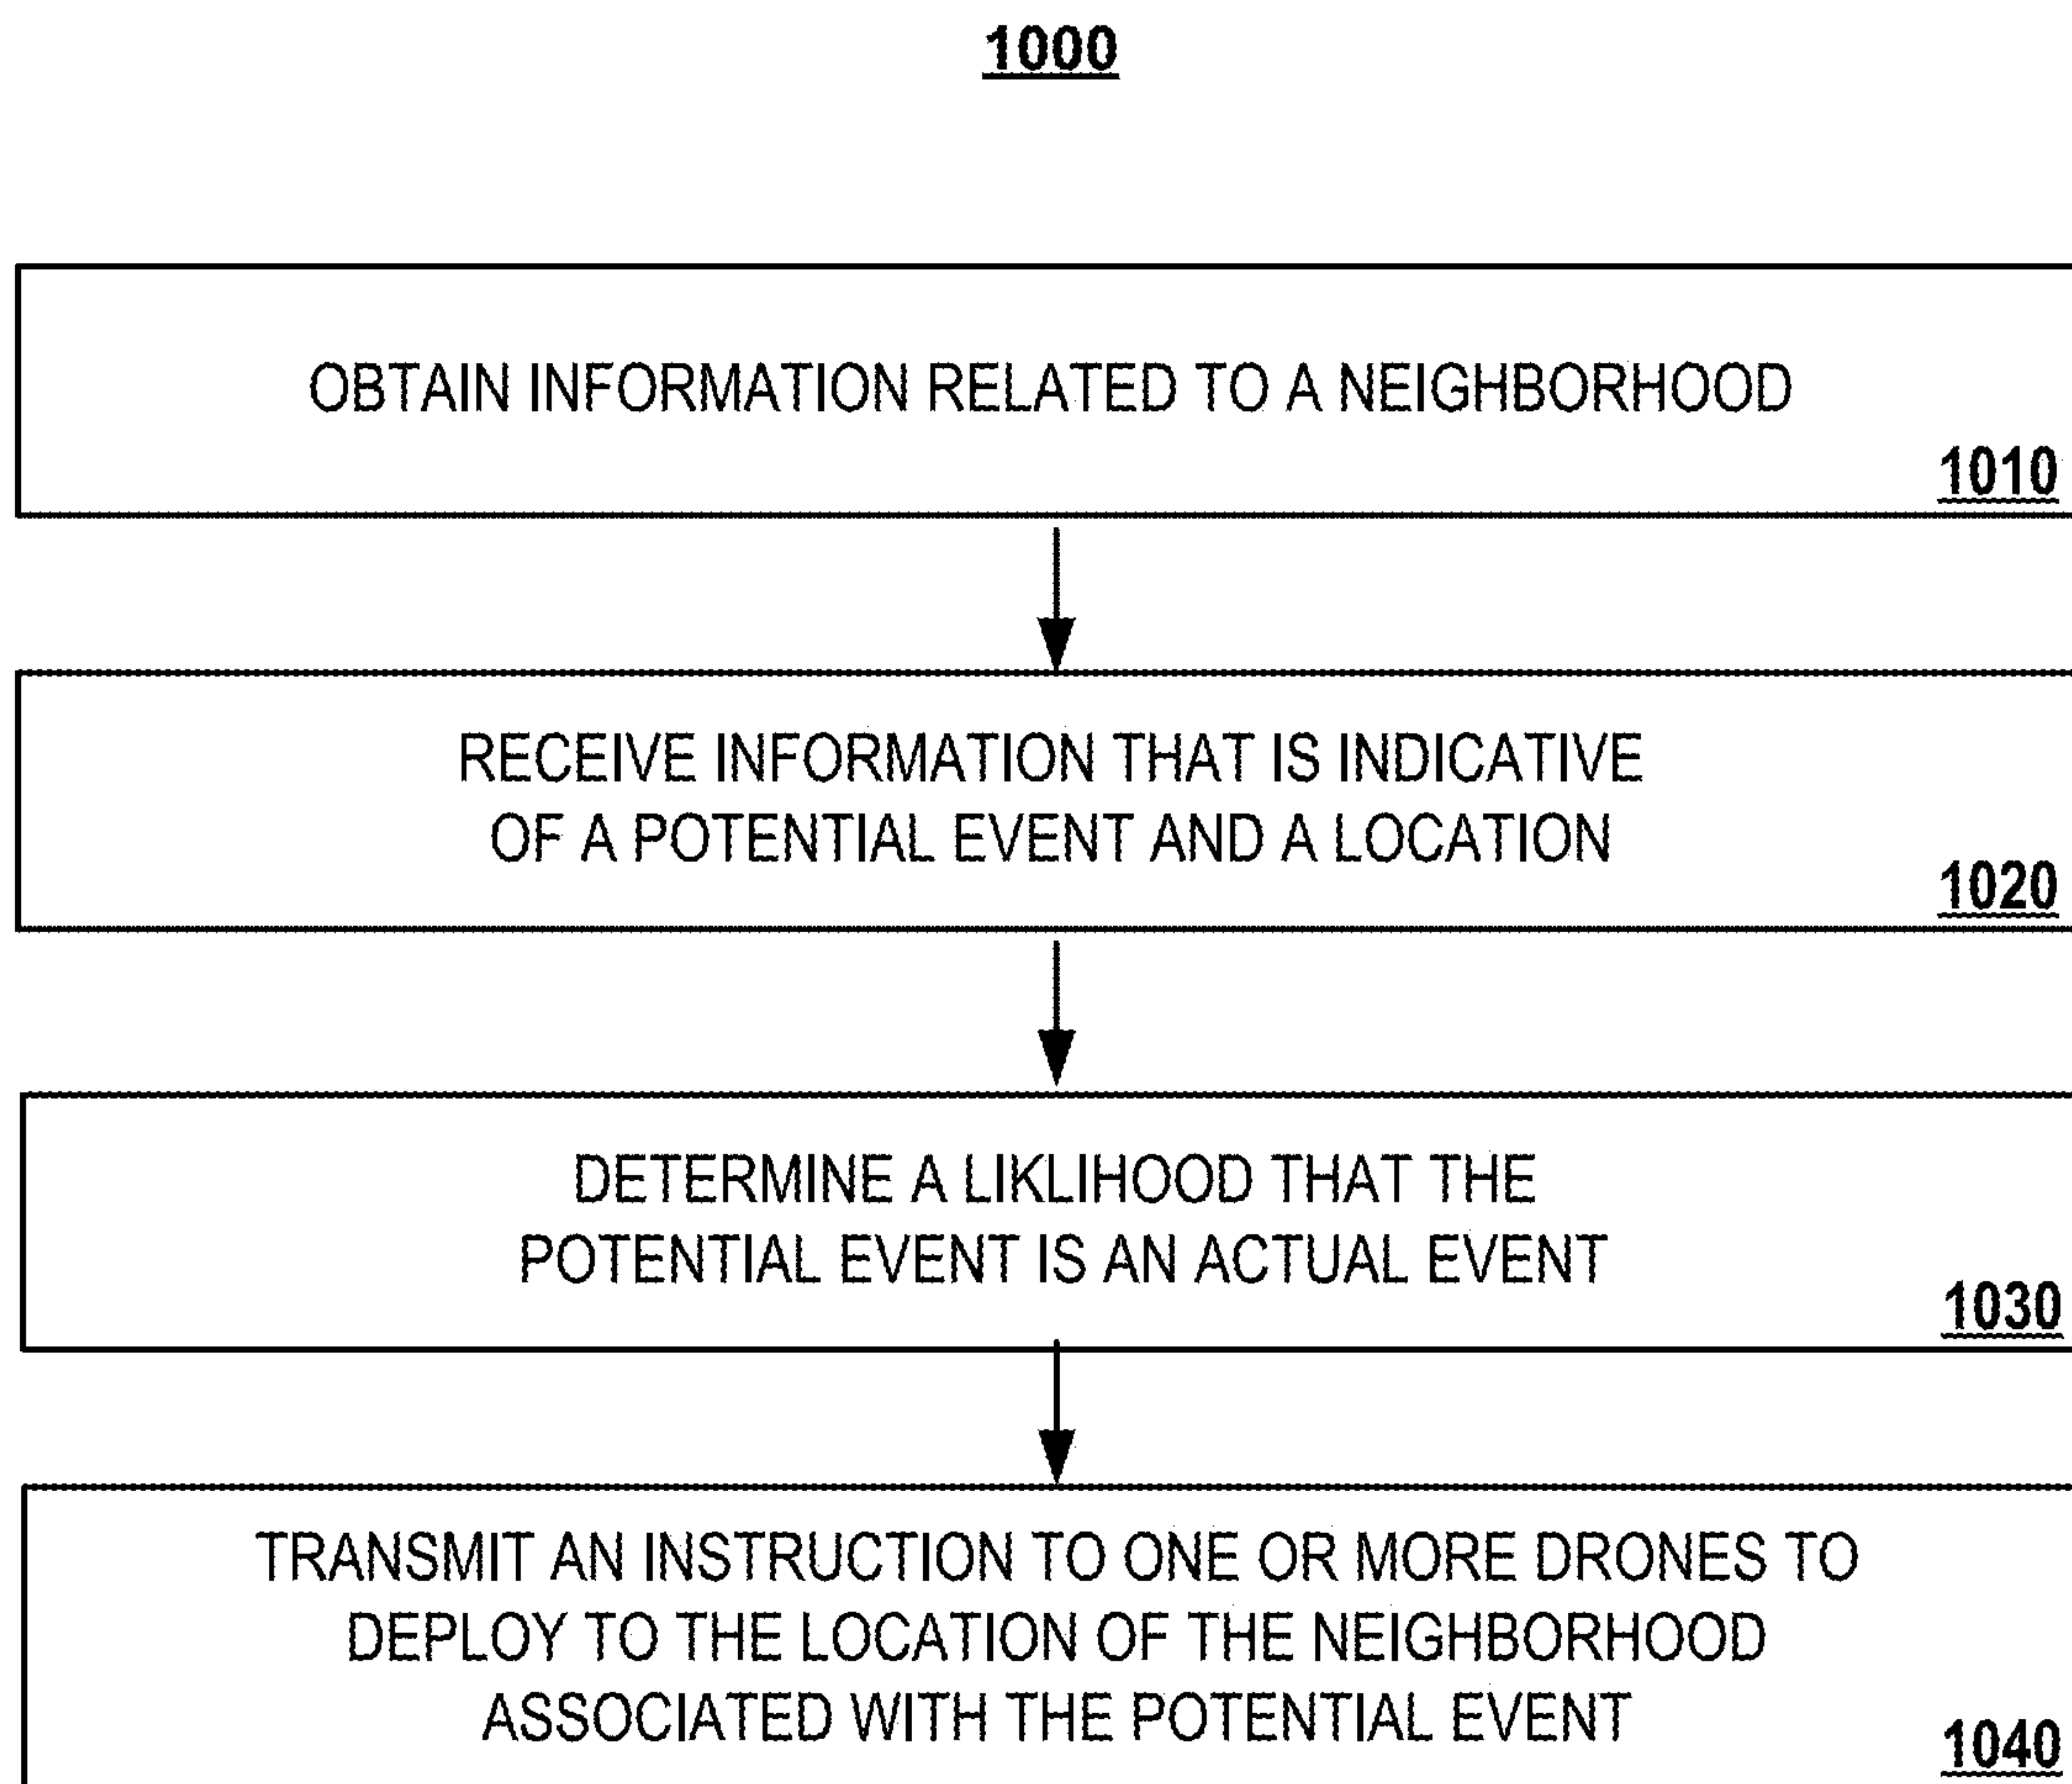 1000
OBTAIN INFORMATION RELATED TO A NEIGHBORHOOD
1010
RECEIVE INFORMATION THAT IS INDICATIVE
OF A POTENTIAL EVENT AND A LOCATION
1020
DETERMINE A LIKLIHOOD THAT THE
POTENTIAL EVENT IS AN ACTUAL EVENT
1030
TRANSMIT AN INSTRUCTION TO ONE OR MORE DRONES TO
DEPLOY TO THE LOCATION OF THE NEIGHBORHOOD
ASSOCIATED WITH THE POTENTIAL EVENT
1040